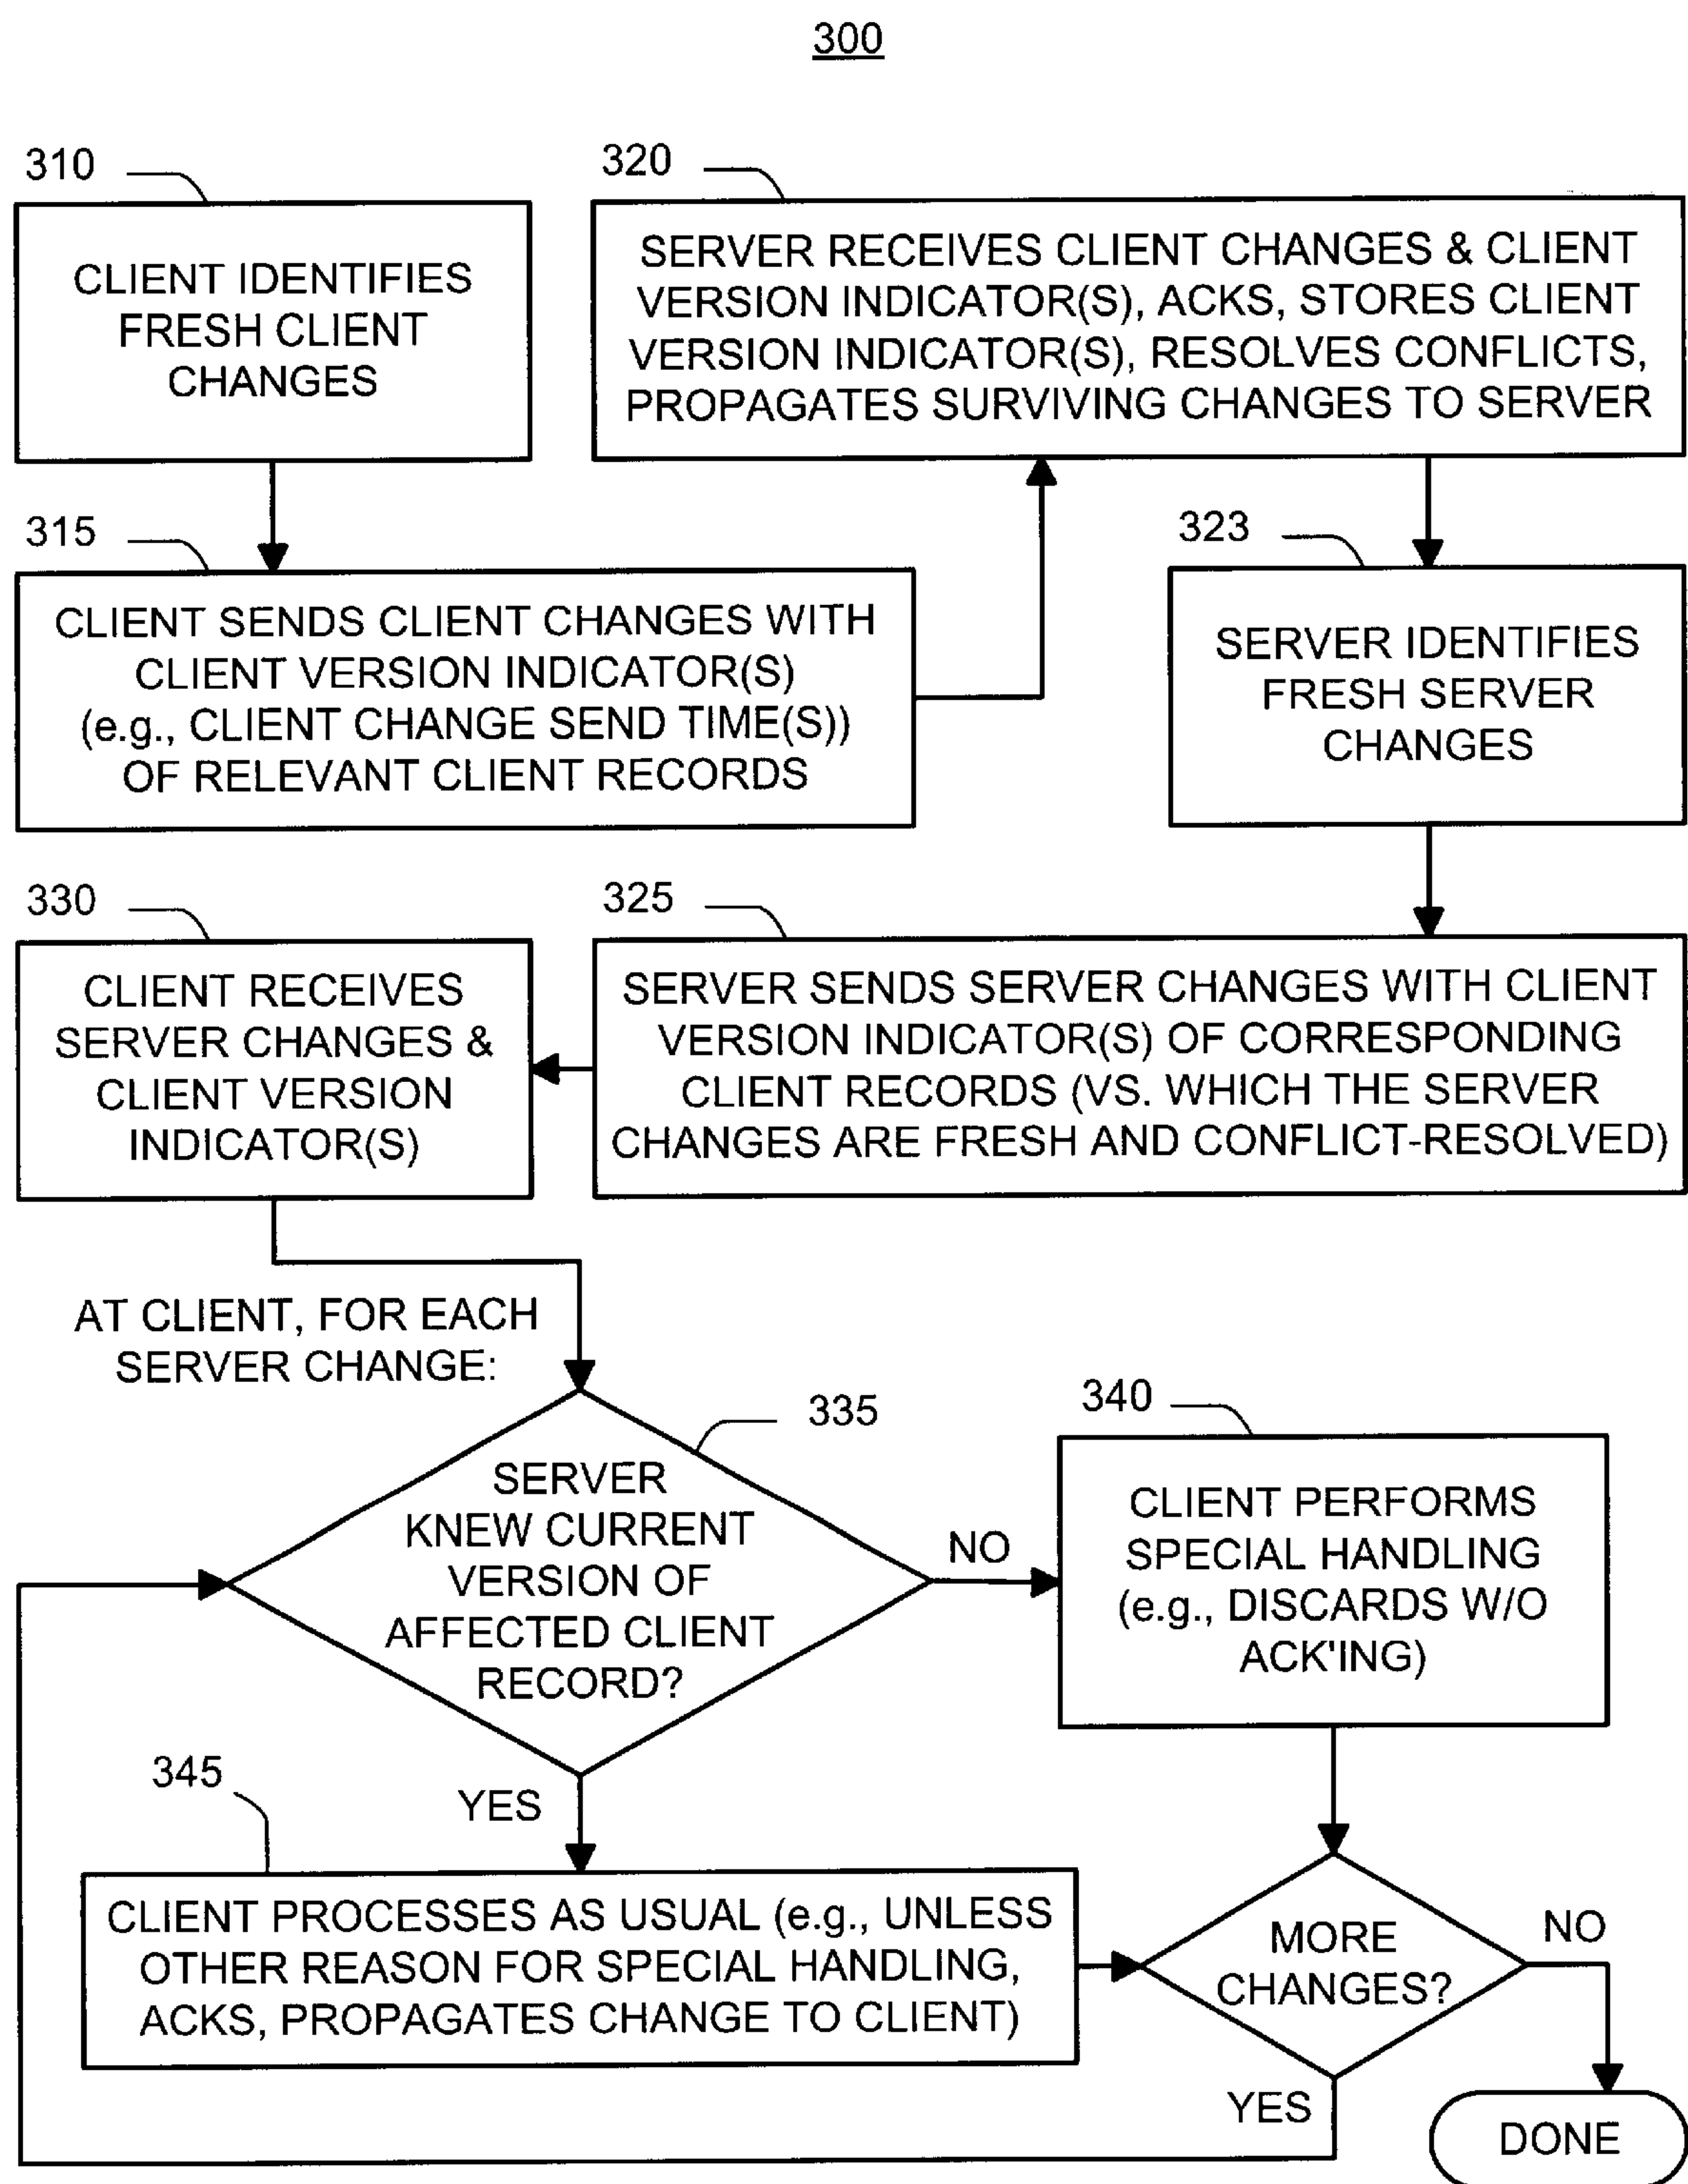 300
310
CLIENT IDENTIFIES
FRESH CLIENT
CHANGES
320
SERVER RECEIVES CLIENT CHANGES & CLIENT
VERSION INDICATOR(S), ACKS, STORES CLIENT
VERSION INDICATOR(S), RESOLVES CONFLICTS,
PROPAGATES SURVIVING CHANGES TO SERVER
315
CLIENT SENDS CLIENT CHANGES WITH
CLIENT VERSION INDICATOR(S)
(e.g., CLIENT CHANGE SEND TIME(S))
OF RELEVANT CLIENT RECORDS
323
SERVER IDENTIFIES
FRESH SERVER
CHANGES
330
CLIENT RECEIVES
SERVER CHANGES &
CLIENT VERSION
INDICATOR(S)
325
SERVER SENDS SERVER CHANGES WITH CLIENT
VERSION INDICATOR(S) OF CORRESPONDING
CLIENT RECORDS (VS. WHICH THE SERVER
CHANGES ARE FRESH AND CONFLICT-RESOLVED)
AT CLIENT, FOR EACH
SERVER CHANGE:
335
SERVER
KNEW CURRENT
VERSION OF
AFFECTED CLIENT
RECORD?
NO
340
CLIENT PERFORMS
SPECIAL HANDLING
(e.g., DISCARDS W/O
ACK'ING)
YES
345
CLIENT PROCESSES AS USUAL (e.g., UNLESS
OTHER REASON FOR SPECIAL HANDLING,
ACKS, PROPAGATES CHANGE TO CLIENT)
MORE
CHANGES?
NO
YES
DONE